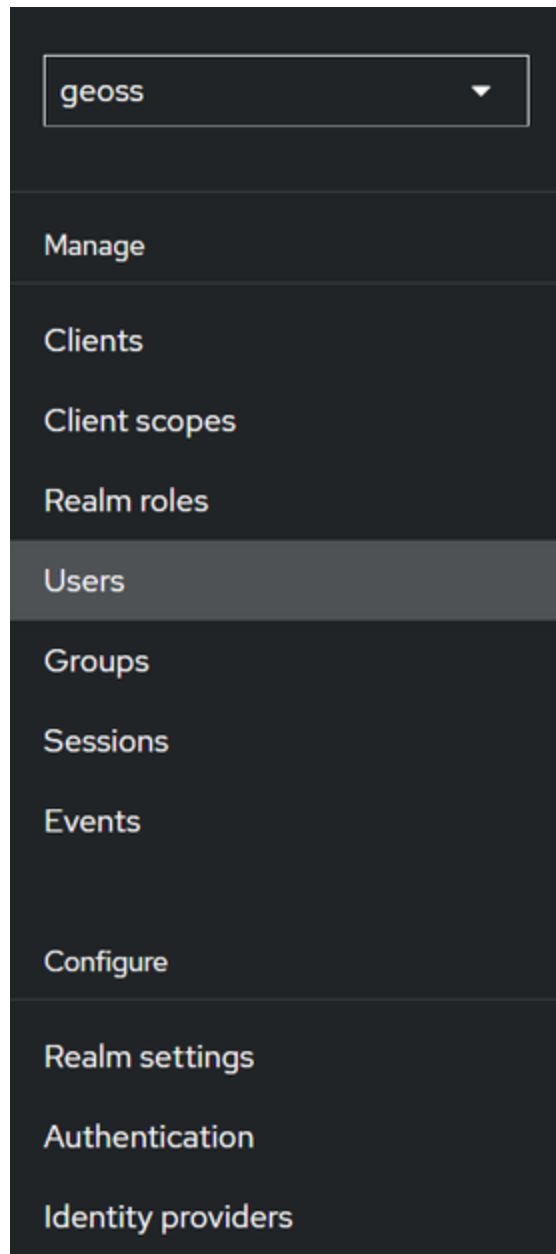 geoss
Manage
Clients
Client scopes
Realm roles
Users
Groups
Sessions
Events
Configure
Realm settings
Authentication
Identity providers